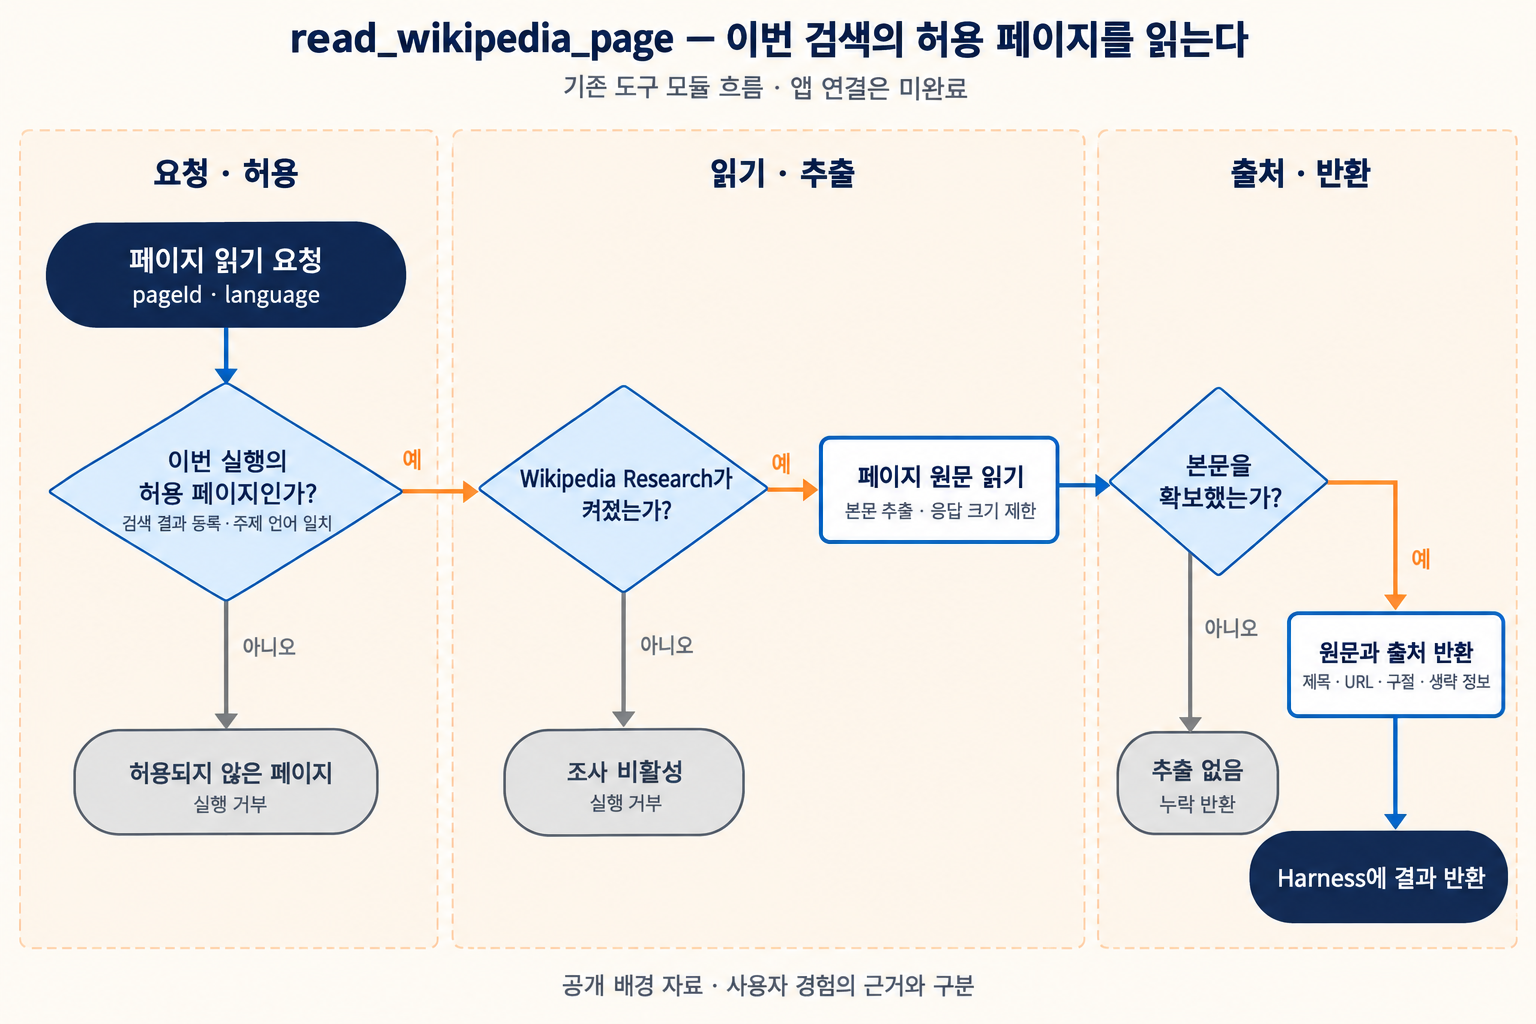 read_wikipedia_page — 이번 검색의 허용 페이지를 읽는다
기존 도구 모듈 흐름 · 앱 연결은 미완료
요청 · 허용
페이지 읽기 요청
pageId · language
이번 실행의
허용 페이지인가?
검색 결과 등록 · 주제 언어 일치
예
아니오
허용되지 않은 페이지
실행 거부
읽기 · 추출
Wikipedia Research가
켜졌는가?
예
아니오
조사 비활성
실행 거부
페이지 원문 읽기
본문 추출 · 응답 크기 제한
출처 · 반환
본문을
확보했는가?
예
아니오
추출 없음
누락 반환
원문과 출처 반환
제목 · URL · 구절 · 생략 정보
Harness에 결과 반환
공개 배경 자료 · 사용자 경험의 근거와 구분